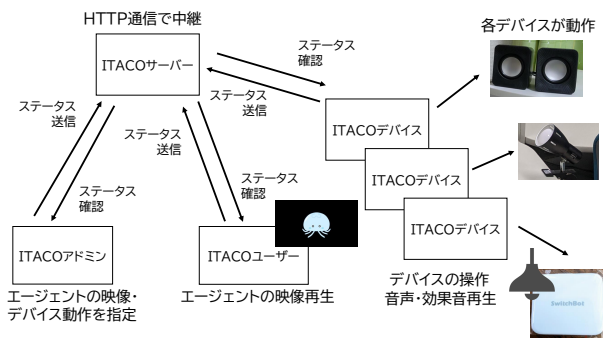 HTTP通信で中継
ITACOサーバー
ステータス
確認
ステータス
送信
各デバイスが動作
ITACOデバイス
ITACOデバイス
ITACOデバイス
ステータス
送信
ステータス
確認
ステータス
送信
ステータス
確認
ITACOアドミン
エージェントの映像・
デバイス動作を指定
ITACOユーザー
エージェントの映像再生
デバイスの操作
音声・効果音再生
SwitchBot